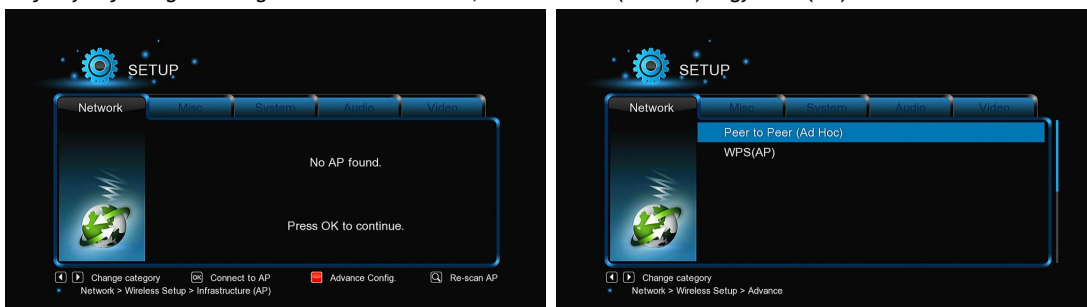 SETUP
Network Misc System Audio Video
No AP found.
Press OK to continue.
Change category OK Connect to AP Advance Config. Re-scan AP
Network > Wireless Setup > Infrastructure (AP)
SETUP
Network Misc System Audio Video
Peer to Peer (Ad Hoc)
WPS(AP)
Change category
Network > Wireless Setup > Advance